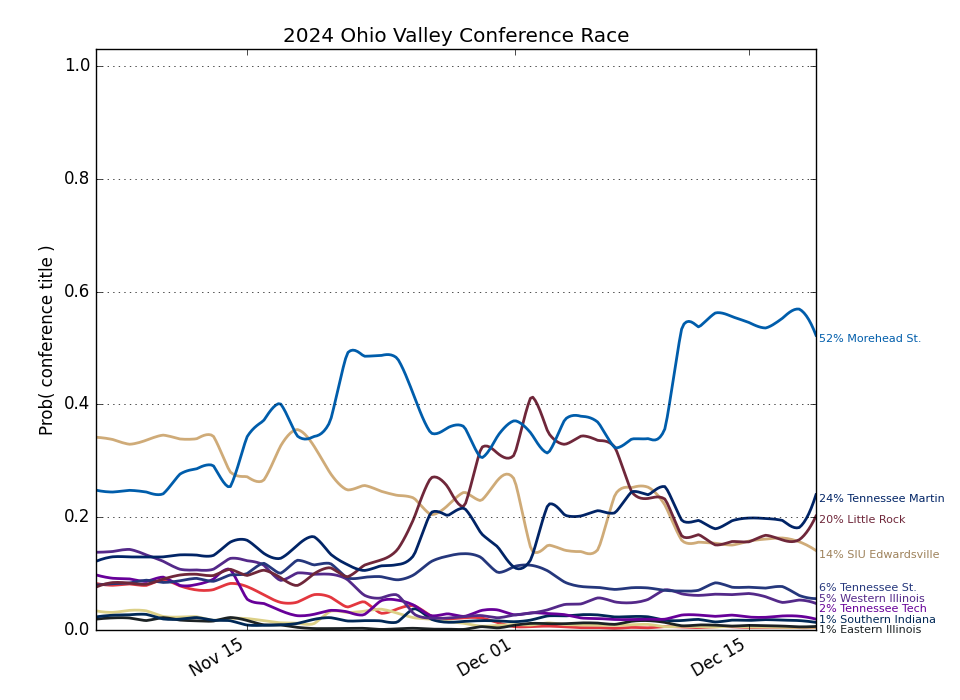 2024 Ohio Valley Conference Race
1.0
0.8
0.6
0.4
0.2
0.0
Prob( conference title )
Nov 15
Dec 01
Dec 15
52% Morehead St.
24% Tennessee Martin
20% Little Rock
14% SIU Edwardsville
6% Tennessee St.
5% Western Illinois
2% Tennessee Tech
1% Southern Indiana
1% Eastern Illinois